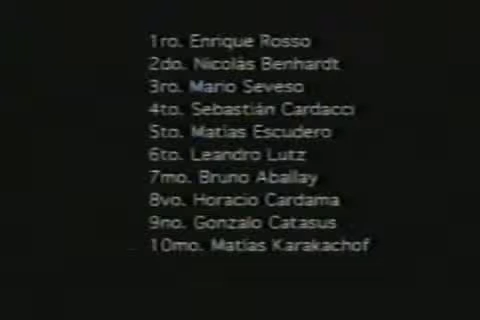 1ro. Enrique Rosso
2do. Nicolás Benhardt
3ro. Mario Seveso
4to. Sebastián Cardacci
5to. Matías Escudero
6to. Leandro Lutz
7mo. Bruno Aballay
8vo. Horacio Cardama
9no. Gonzalo Catasus
10mo. Matías Karakachof